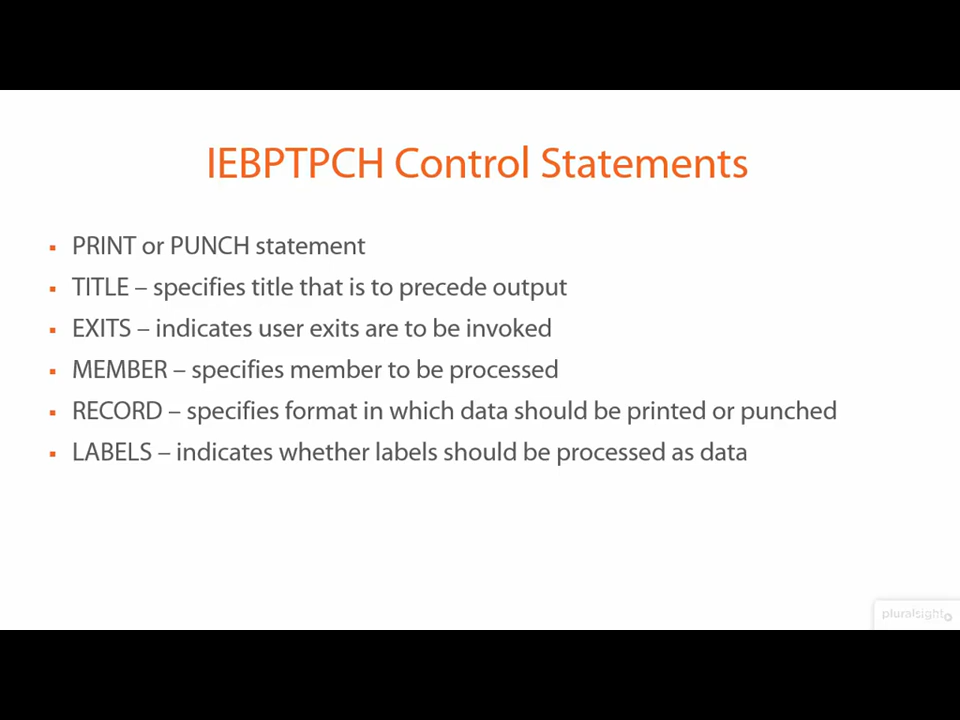 IEBPTPCH Control Statements
▪ PRINT or PUNCH statement
▪ TITLE – specifies title that is to precede output
▪ EXITS – indicates user exits are to be invoked
▪ MEMBER – specifies member to be processed
▪ RECORD – specifies format in which data should be printed or punched
▪ LABELS – indicates whether labels should be processed as data
pluralsight